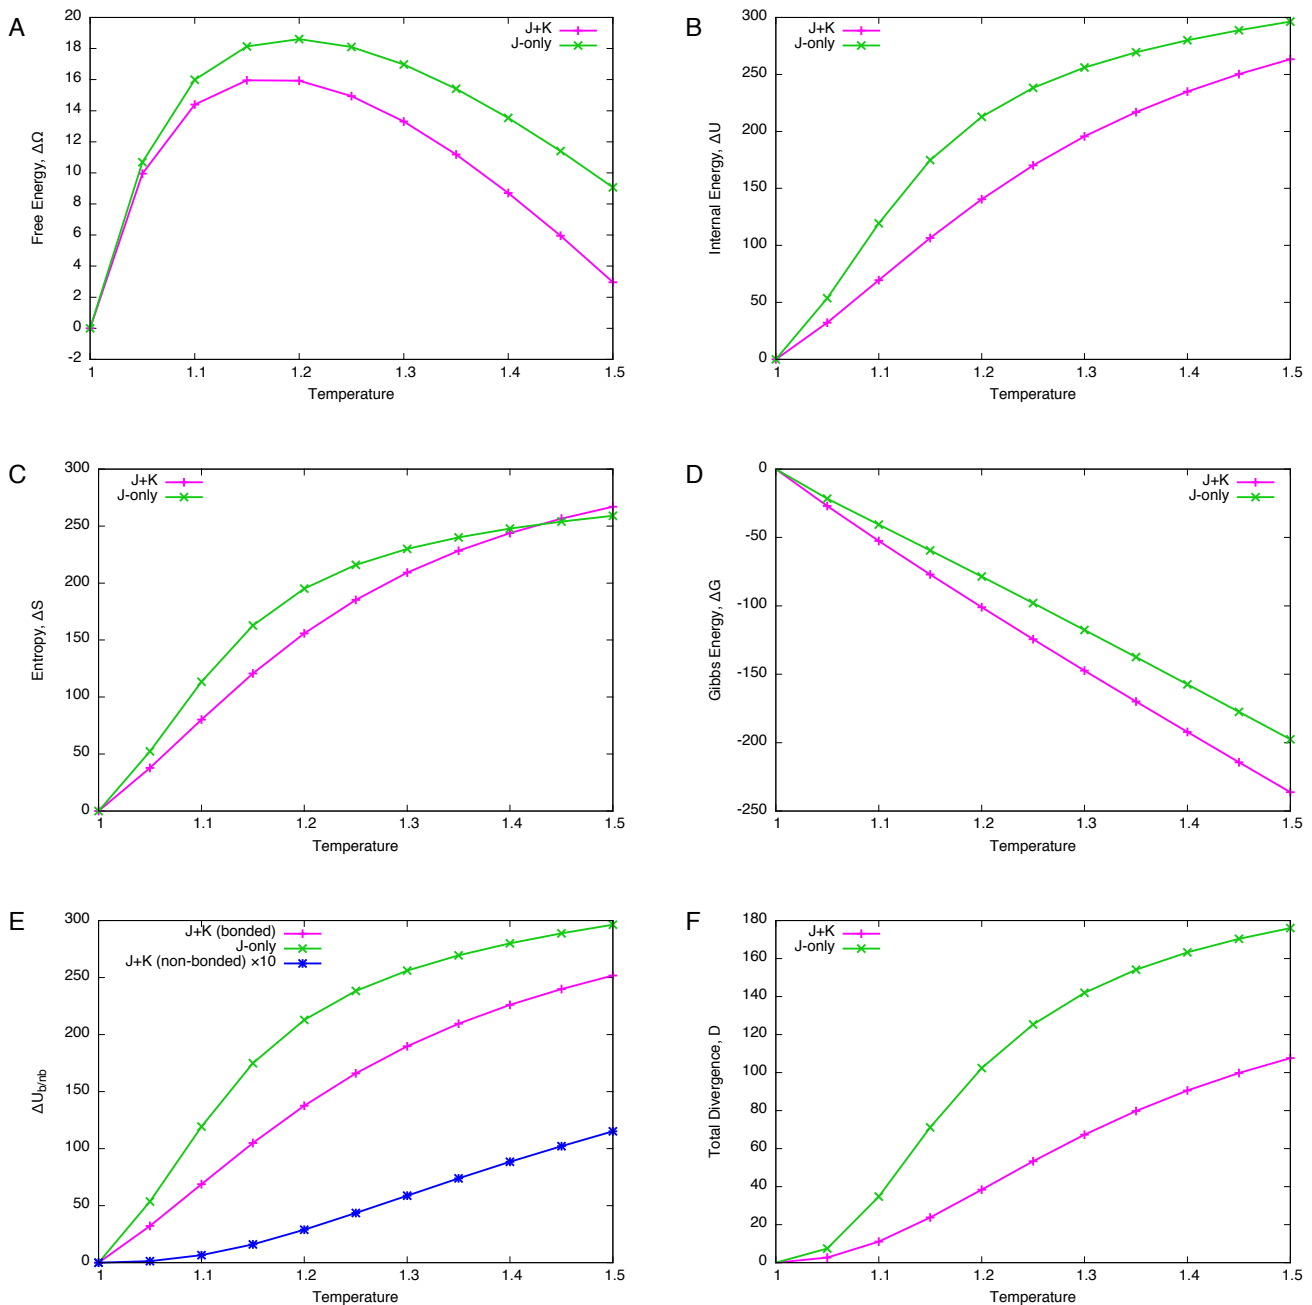 A
20
18
16
14
12
10
8
6
4
2
0
-2
Free Energy, ΔΩ
1 1.1 1.2 1.3 1.4 1.5
Temperature
J+K
J-only
B
300
250
200
150
100
50
0
Internal Energy, ΔU
1 1.1 1.2 1.3 1.4 1.5
Temperature
J+K
J-only
C
300
250
200
150
100
50
0
Entropy, ΔS
1 1.1 1.2 1.3 1.4 1.5
Temperature
J+K
J-only
D
0
-50
-100
-150
-200
-250
Gibbs Energy, ΔG
1 1.1 1.2 1.3 1.4 1.5
Temperature
J+K
J-only
E
300
250
200
150
100
50
0
ΔU_b/nb
1 1.1 1.2 1.3 1.4 1.5
Temperature
J+K (bonded)
J-only
J+K (non-bonded) ×10
F
180
160
140
120
100
80
60
40
20
0
Total Divergence, D
1 1.1 1.2 1.3 1.4 1.5
Temperature
J+K
J-only